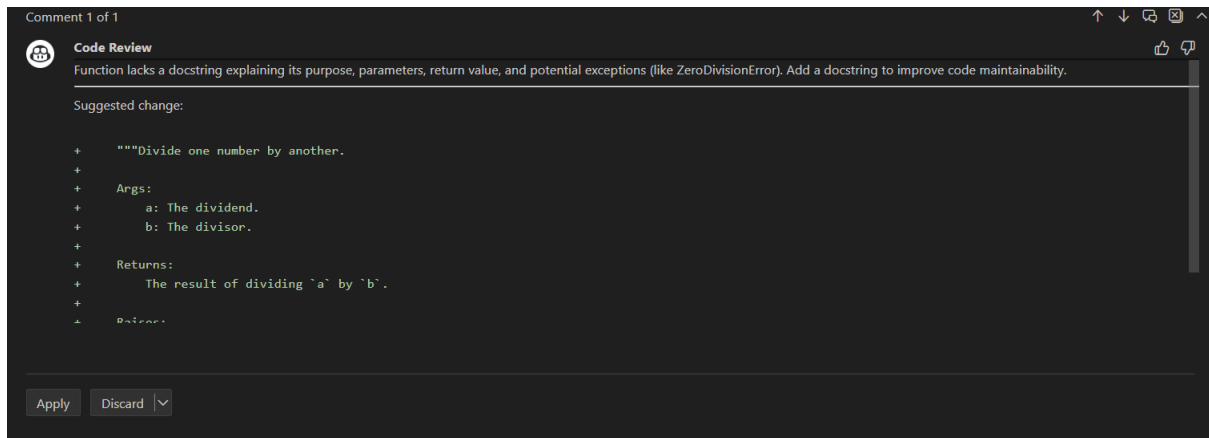 Comment 1 of 1
Code Review
Function lacks a docstring explaining its purpose, parameters, return value, and potential exceptions (like ZeroDivisionError). Add a docstring to improve code maintainability.
Suggested change:
+     """Divide one number by another.
+
+     Args:
+         a: The dividend.
+         b: The divisor.
+
+     Returns:
+         The result of dividing `a` by `b`.
+
+     Raises:
Apply
Discard